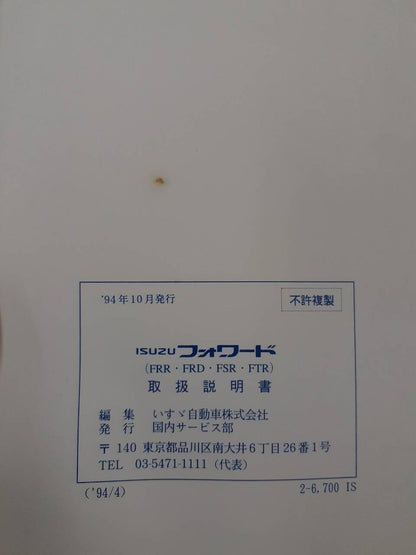 '94年10月発行
不許複製
ISUZU フォワード
(FRR・FRD・FSR・FTR)
取扱説明書
編集 いすゞ自動車株式会社
発行 国内サービス部
〒140 東京都品川区南大井6丁目26番1号
TEL 03-5471-1111 (代表)
('94/4)
2-6,700 IS